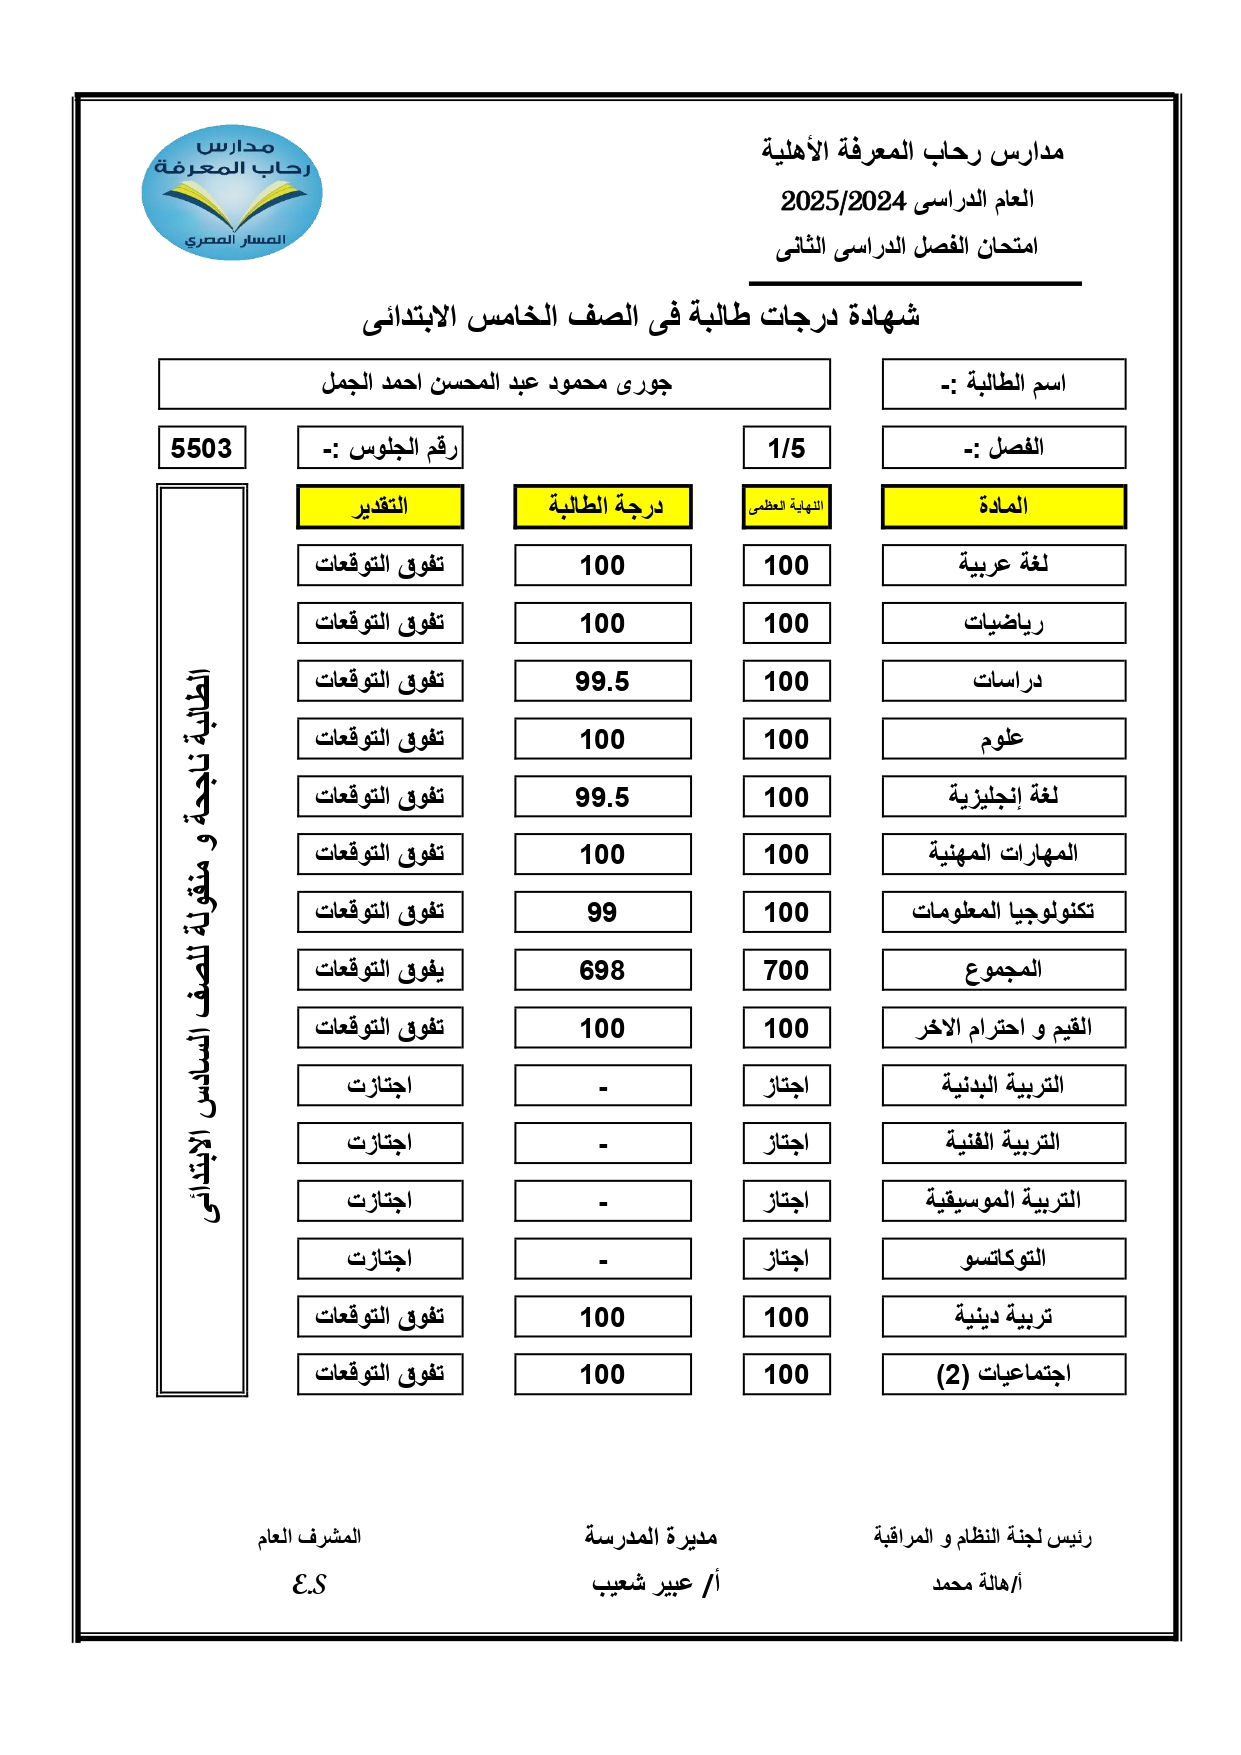 مدارس رحاب المعرفة الأهلية
العام الدراسى 2025/2024
امتحان الفصل الدراسى الثانى
مدارس
رحاب المعرفة
المسار المصري
شهادة درجات طالبة فى الصف الخامس الابتدائى
اسم الطالبة :- جورى محمود عبد المحسن احمد الجمل
الفصل :- 1/5 رقم الجلوس :- 5503
المادة النهاية العظمى درجة الطالبة التقدير
لغة عربية 100 100 تفوق التوقعات
رياضيات 100 100 تفوق التوقعات
دراسات 100 99.5 تفوق التوقعات
علوم 100 100 تفوق التوقعات
لغة إنجليزية 100 99.5 تفوق التوقعات
المهارات المهنية 100 100 تفوق التوقعات
تكنولوجيا المعلومات 100 99 تفوق التوقعات
المجموع 700 698 يفوق التوقعات
القيم و احترام الاخر 100 100 تفوق التوقعات
التربية البدنية اجتاز - اجتازت
التربية الفنية اجتاز - اجتازت
التربية الموسيقية اجتاز - اجتازت
التوكاتسو اجتاز - اجتازت
تربية دينية 100 100 تفوق التوقعات
اجتماعيات (2) 100 100 تفوق التوقعات
الطالبة ناجحة و منقولة للصف السادس الابتدائى
رئيس لجنة النظام و المراقبة مديرة المدرسة المشرف العام
أ/هالة محمد أ/ عبير شعيب E.S